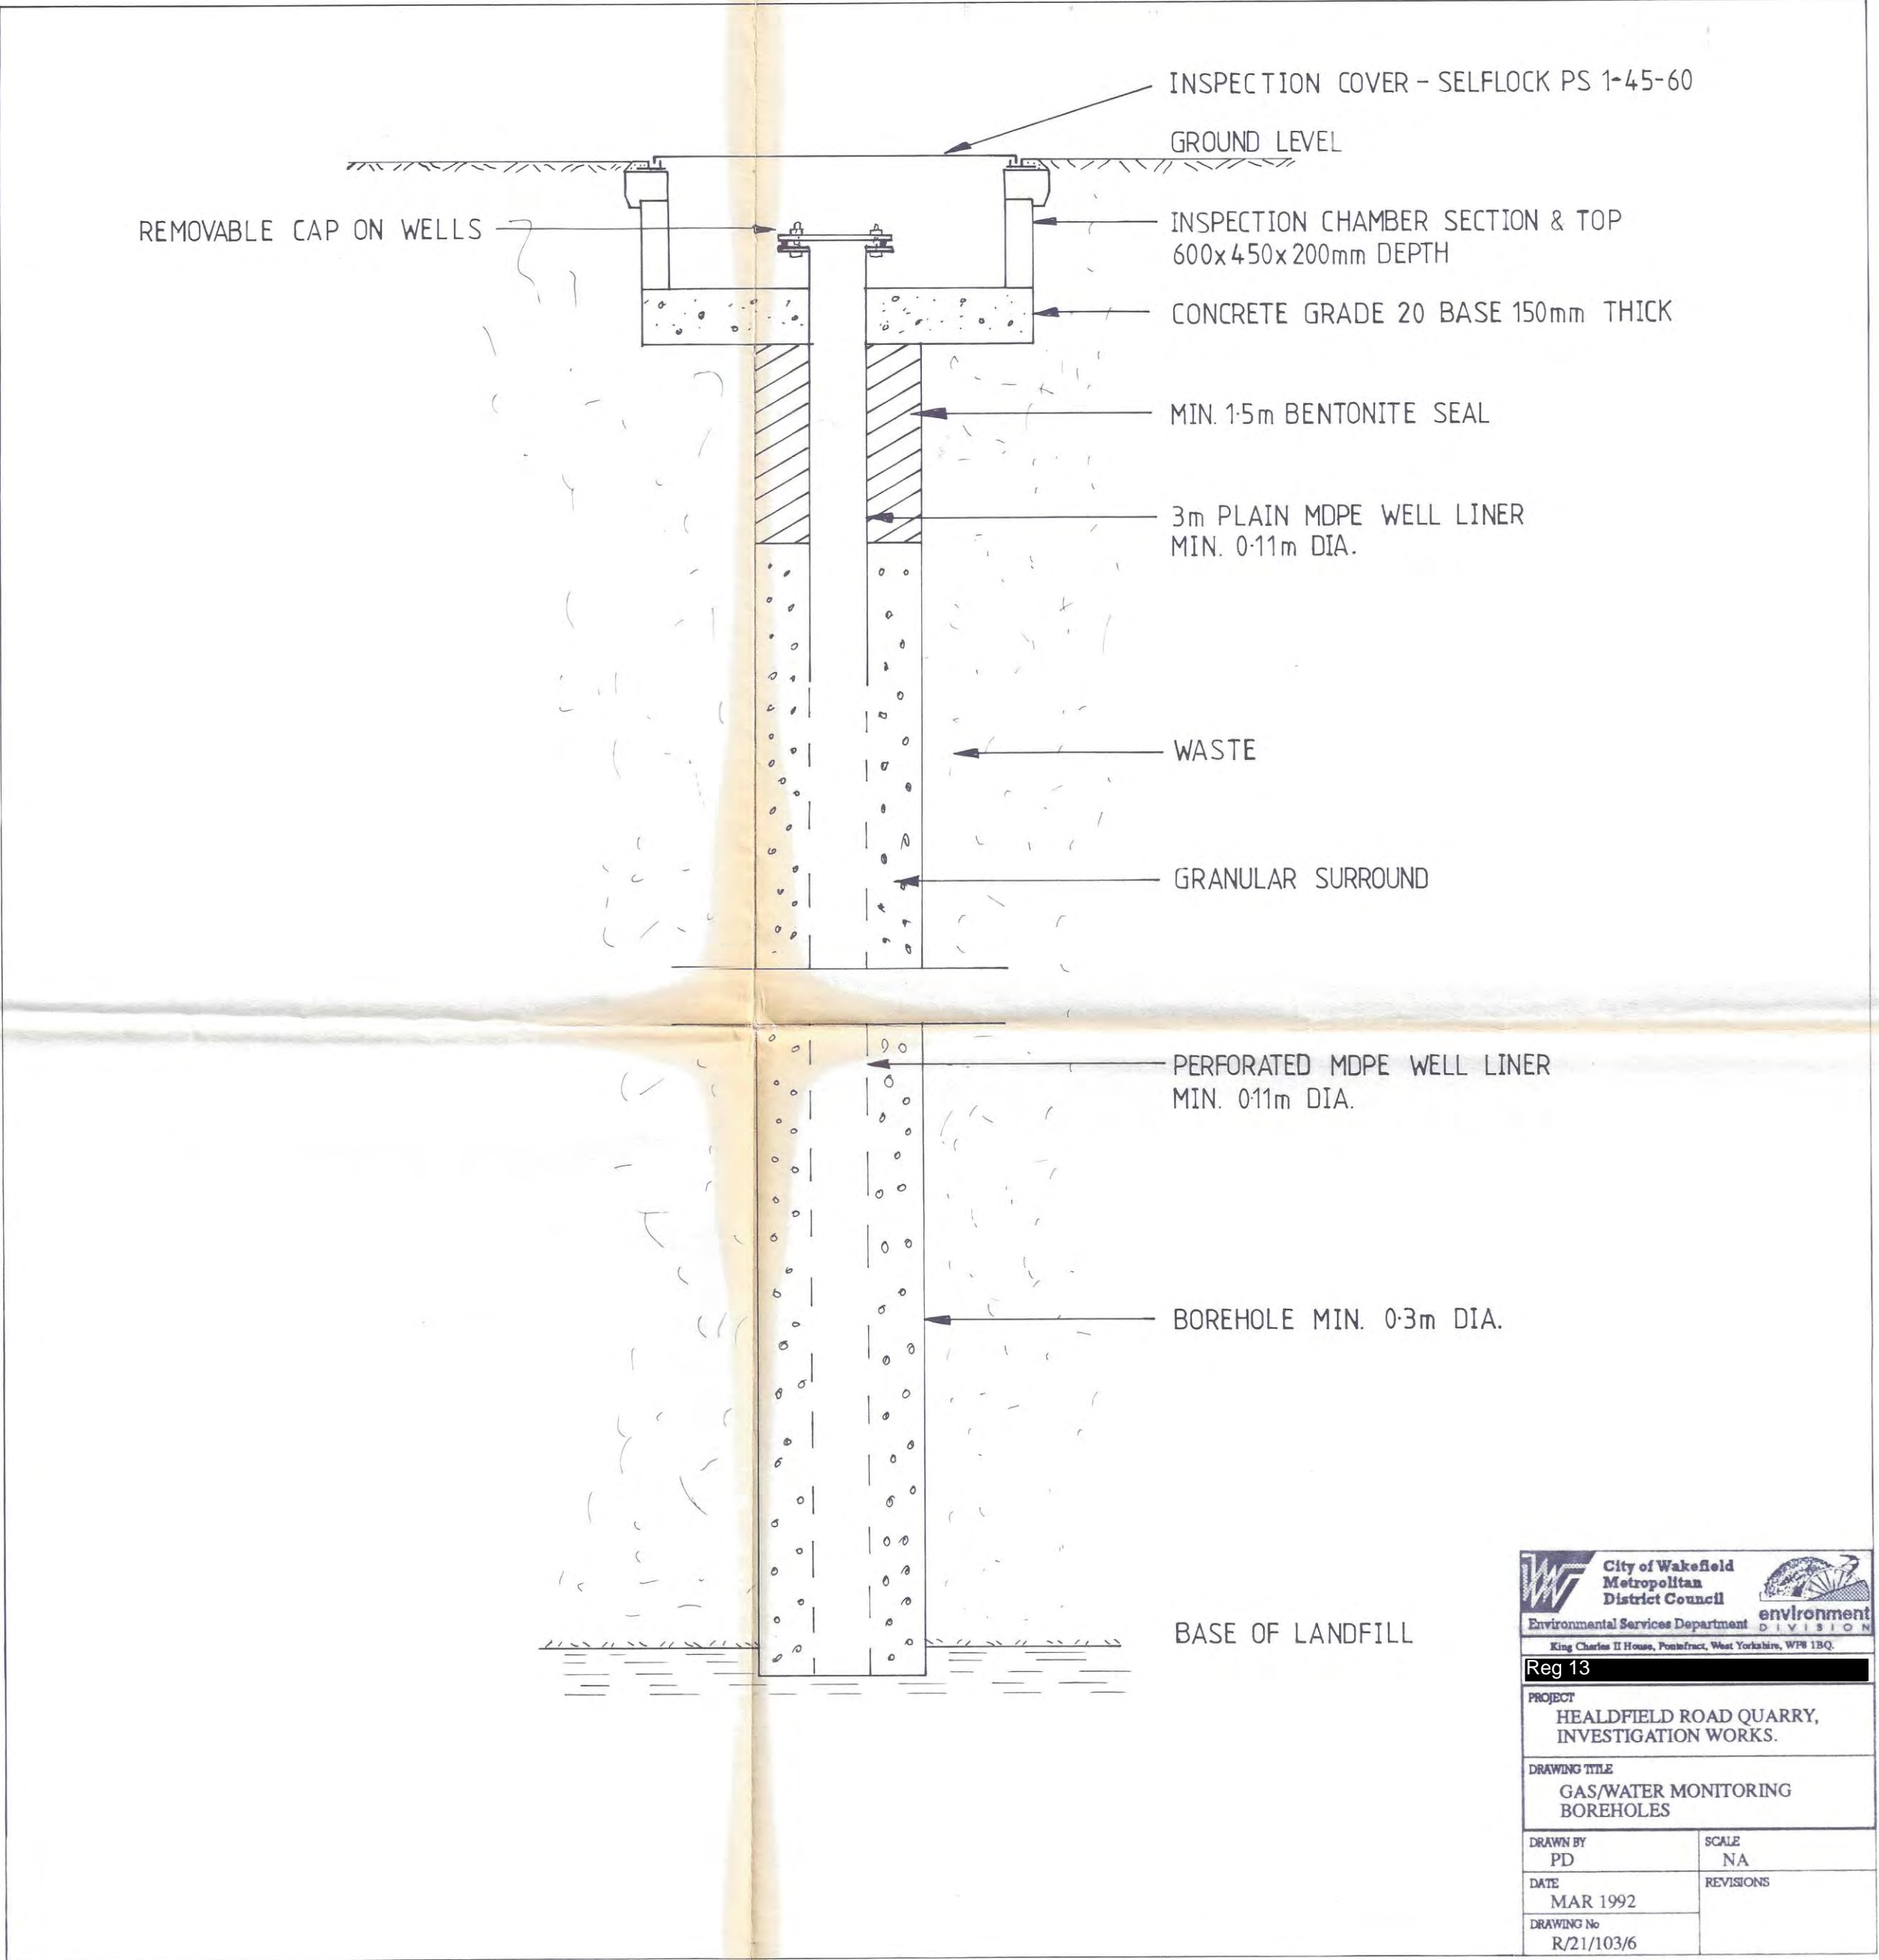 INSPECTION COVER - SELFLOCK PS 1-45-60
GROUND LEVEL
REMOVABLE CAP ON WELLS
INSPECTION CHAMBER SECTION & TOP
600x450x200mm DEPTH
CONCRETE GRADE 20 BASE 150mm THICK
MIN. 1·5m BENTONITE SEAL
3m PLAIN MDPE WELL LINER
MIN. 0·11m DIA.
WASTE
GRANULAR SURROUND
PERFORATED MDPE WELL LINER
MIN. 0·11m DIA.
BOREHOLE MIN. 0·3m DIA.
BASE OF LANDFILL
City of Wakefield
Metropolitan
District Council
Environmental Services Department
environment
DIVISION
King Charles II House, Pontefract, West Yorkshire, WF8 1BQ.
Reg 13
PROJECT
HEALDFIELD ROAD QUARRY,
INVESTIGATION WORKS.
DRAWING TITLE
GAS/WATER MONITORING
BOREHOLES
DRAWN BY
PD
SCALE
NA
DATE
MAR 1992
REVISIONS
DRAWING No
R/21/103/6